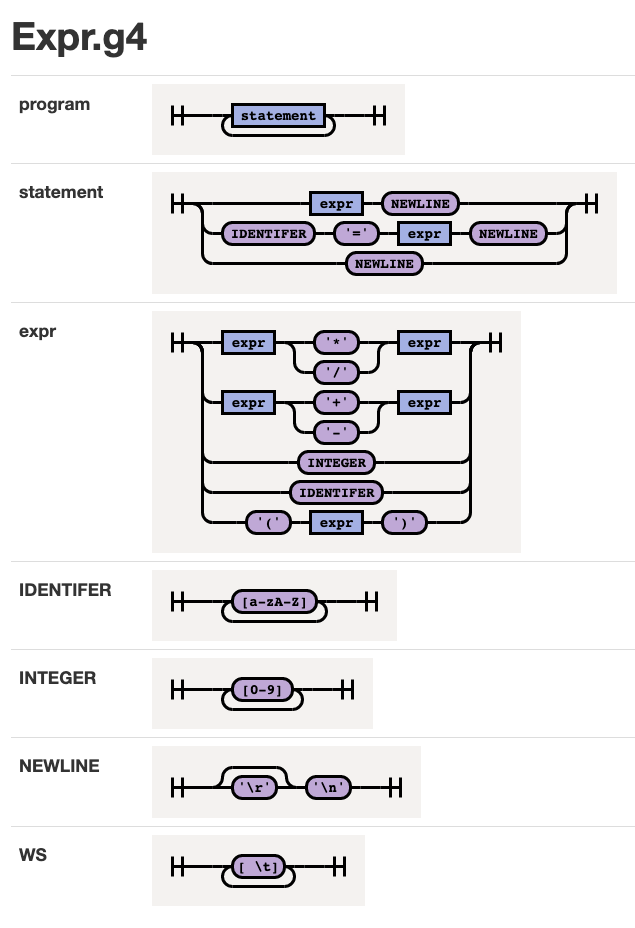 Expr.g4
program
statement
statement
expr NEWLINE
IDENTIFER '=' expr NEWLINE
NEWLINE
expr
expr '*' expr
'/'
expr '+' expr
'-'
INTEGER
IDENTIFER
'(' expr ')'
IDENTIFER
[a-zA-Z]
INTEGER
[0-9]
NEWLINE
'\r' '\n'
WS
[ \t]